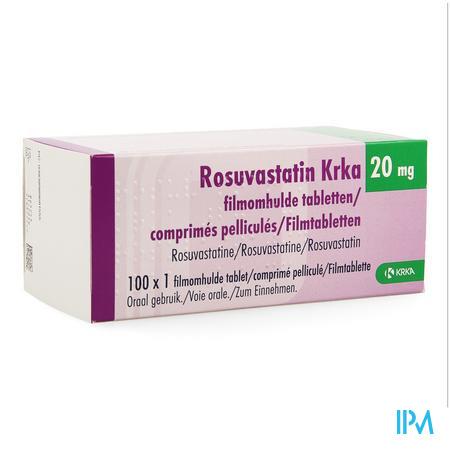 Rosuvastatin Krka 20 mg
filmomhulde tabletten/
comprimés pelliculés/Filmtabletten
Rosuvastatine/Rosuvastatine/Rosuvastatin
100 x 1 filmomhulde tablet/comprimé pelliculé/Filmtablette
Oraal gebruik./Voie orale./Zum Einnehmen.
KRKA
IPM